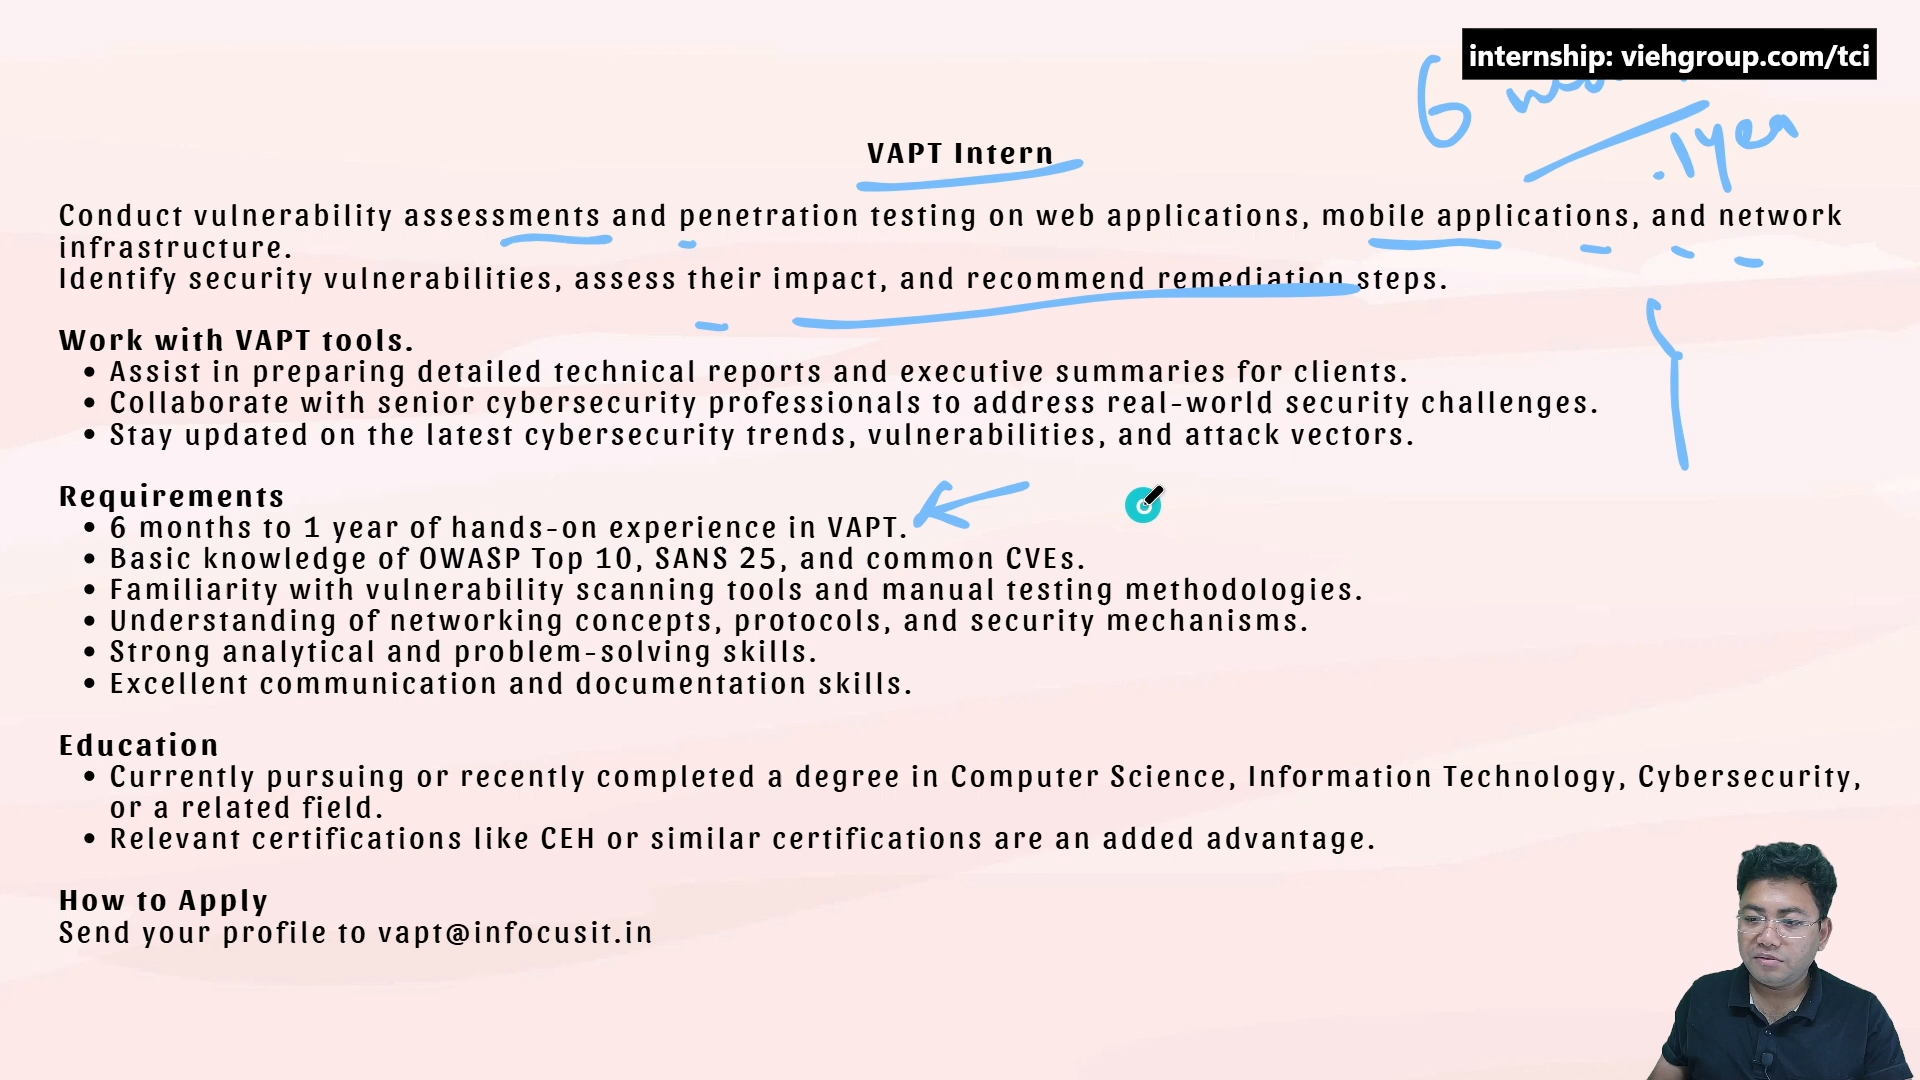 internship: viehgroup.com/tci
6
1 yea
VAPT Intern
Conduct vulnerability assessments and penetration testing on web applications, mobile applications, and network
infrastructure.
Identify security vulnerabilities, assess their impact, and recommend remediation steps.
Work with VAPT tools.
• Assist in preparing detailed technical reports and executive summaries for clients.
• Collaborate with senior cybersecurity professionals to address real-world security challenges.
• Stay updated on the latest cybersecurity trends, vulnerabilities, and attack vectors.
Requirements
• 6 months to 1 year of hands-on experience in VAPT.
• Basic knowledge of OWASP Top 10, SANS 25, and common CVEs.
• Familiarity with vulnerability scanning tools and manual testing methodologies.
• Understanding of networking concepts, protocols, and security mechanisms.
• Strong analytical and problem-solving skills.
• Excellent communication and documentation skills.
Education
• Currently pursuing or recently completed a degree in Computer Science, Information Technology, Cybersecurity,
or a related field.
• Relevant certifications like CEH or similar certifications are an added advantage.
How to Apply
Send your profile to vapt@infocusit.in